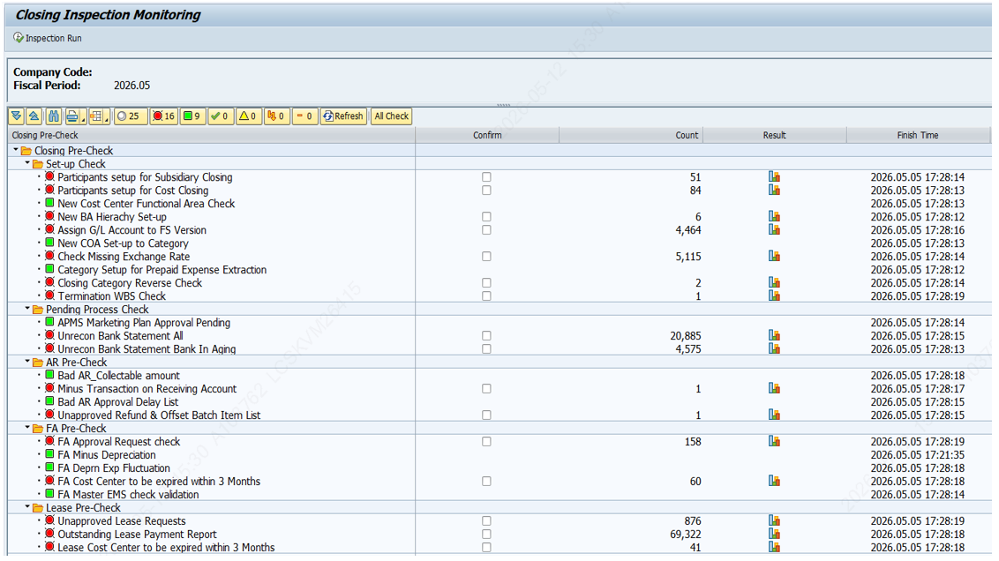 Closing Inspection Monitoring
Inspection Run
Company Code:
Fiscal Period: 2026.05
25 16 9 0 0 0 0 Refresh All Check
Closing Pre-Check Confirm Count Result Finish Time
Closing Pre-Check
Set-up Check
Participants setup for Subsidiary Closing 51 2026.05.05 17:28:14
Participants setup for Cost Closing 84 2026.05.05 17:28:13
New Cost Center Functional Area Check 2026.05.05 17:28:13
New BA Hierachy Set-up 6 2026.05.05 17:28:12
Assign G/L Account to FS Version 4,464 2026.05.05 17:28:16
New COA Set-up to Category 2026.05.05 17:28:13
Check Missing Exchange Rate 5,115 2026.05.05 17:28:14
Category Setup for Prepaid Expense Extraction 2026.05.05 17:28:12
Closing Category Reverse Check 2 2026.05.05 17:28:14
Termination WBS Check 1 2026.05.05 17:28:19
Pending Process Check
APMS Marketing Plan Approval Pending 2026.05.05 17:28:14
Unrecon Bank Statement All 20,885 2026.05.05 17:28:15
Unrecon Bank Statement Bank In Aging 4,575 2026.05.05 17:28:13
AR Pre-Check
Bad AR_Collectable amount 2026.05.05 17:28:18
Minus Transaction on Receiving Account 1 2026.05.05 17:28:17
Bad AR Approval Delay List 2026.05.05 17:28:15
Unapproved Refund & Offset Batch Item List 1 2026.05.05 17:28:15
FA Pre-Check
FA Approval Request check 158 2026.05.05 17:28:19
FA Minus Depreciation 2026.05.05 17:21:35
FA Deprn Exp Fluctuation 2026.05.05 17:28:18
FA Cost Center to be expired within 3 Months 60 2026.05.05 17:28:18
FA Master EMS check validation 2026.05.05 17:28:14
Lease Pre-Check
Unapproved Lease Requests 876 2026.05.05 17:28:19
Outstanding Lease Payment Report 69,322 2026.05.05 17:28:18
Lease Cost Center to be expired within 3 Months 41 2026.05.05 17:28:18